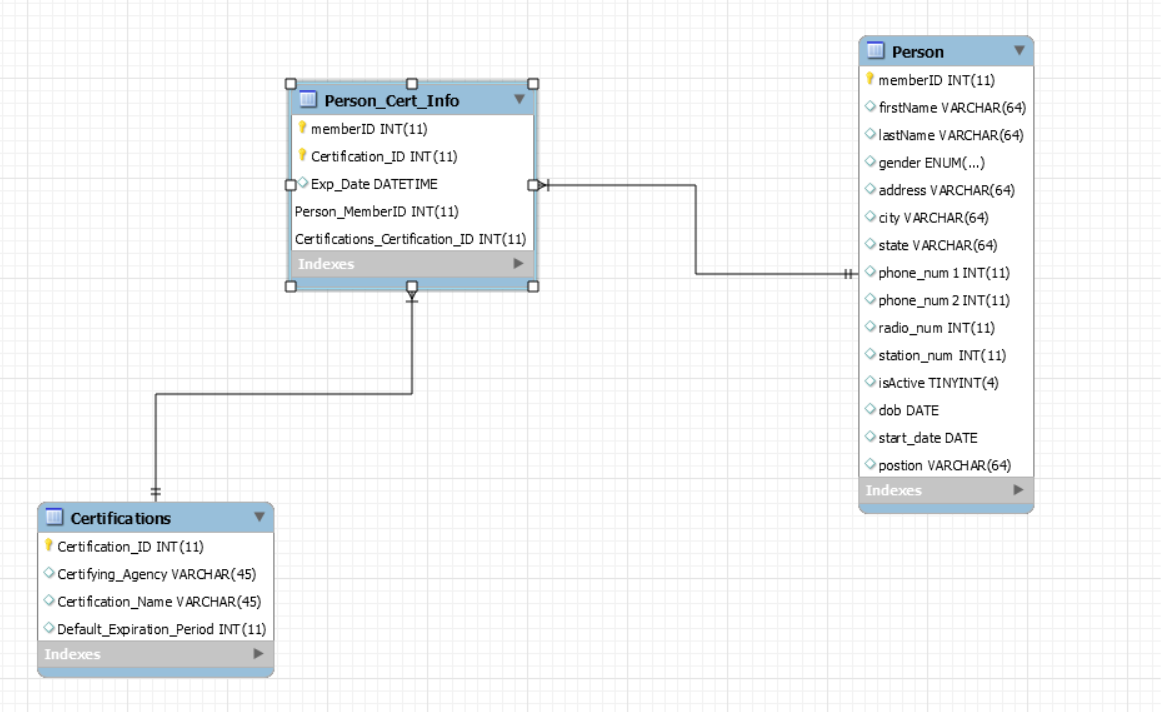 Person_Cert_Info
memberID INT(11)
Certification_ID INT(11)
Exp_Date DATETIME
Person_MemberID INT(11)
Certifications_Certification_ID INT(11)
Indexes
Person
memberID INT(11)
firstName VARCHAR(64)
lastName VARCHAR(64)
gender ENUM(...)
address VARCHAR(64)
city VARCHAR(64)
state VARCHAR(64)
phone_num 1 INT(11)
phone_num 2 INT(11)
radio_num INT(11)
station_num INT(11)
isActive TINYINT(4)
dob DATE
start_date DATE
postion VARCHAR(64)
Indexes
Certifications
Certification_ID INT(11)
Certifying_Agency VARCHAR(45)
Certification_Name VARCHAR(45)
Default_Expiration_Period INT(11)
Indexes